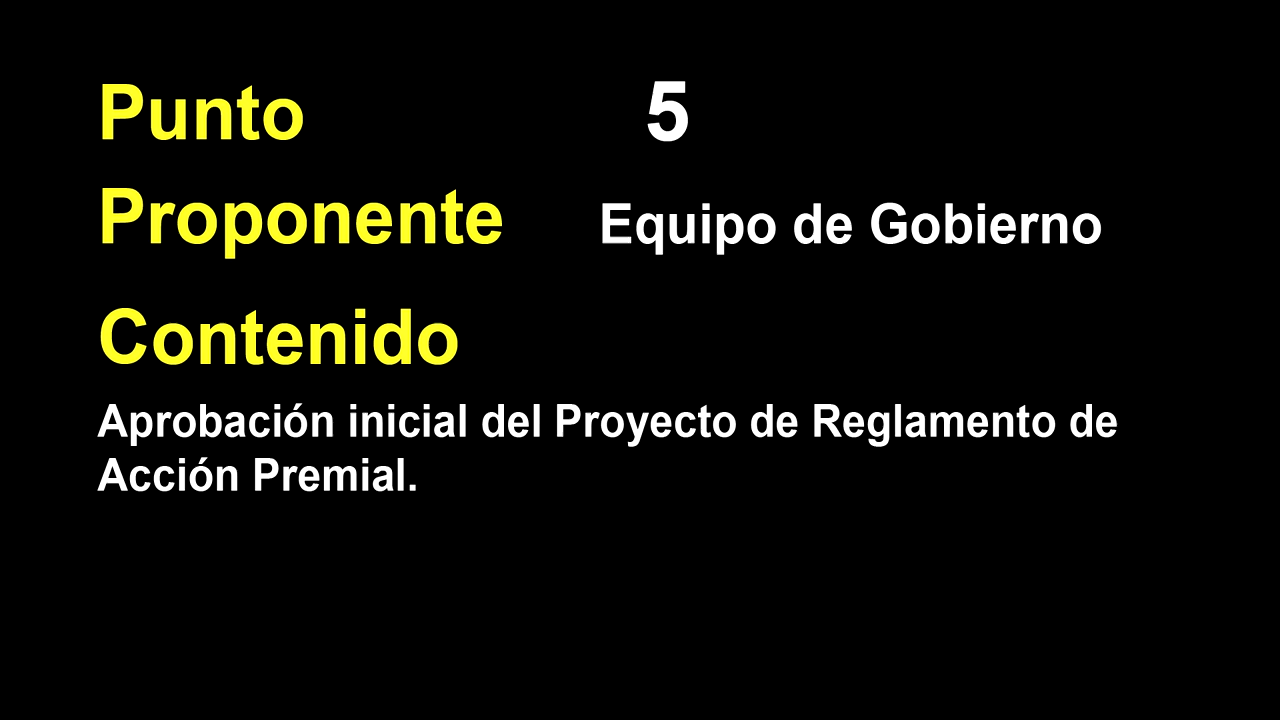 Punto 5
Proponente Equipo de Gobierno
Contenido
Aprobación inicial del Proyecto de Reglamento de
Acción Premial.